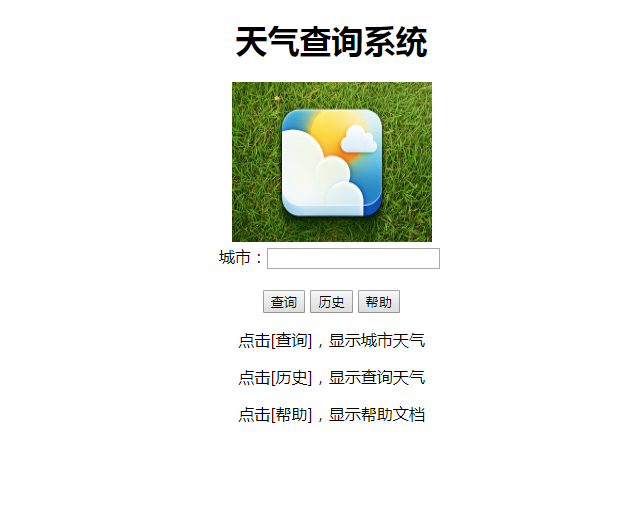 天气查询系统
城市：
查询 历史 帮助
点击[查询]，显示城市天气
点击[历史]，显示查询天气
点击[帮助]，显示帮助文档